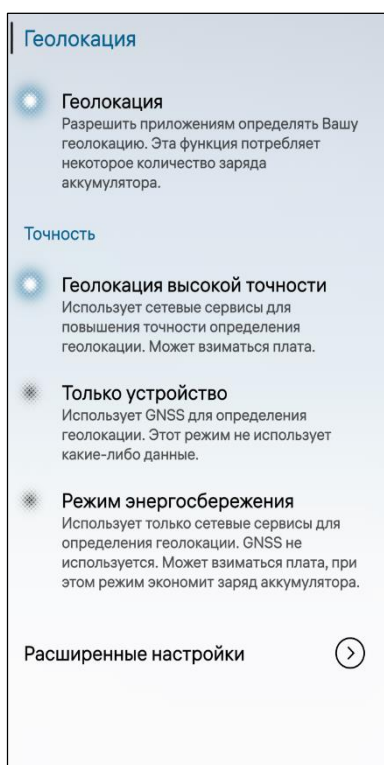 Геолокация
Геолокация
Разрешить приложениям определять Вашу
геолокацию. Эта функция потребляет
некоторое количество заряда
аккумулятора.
Точность
Геолокация высокой точности
Использует сетевые сервисы для
повышения точности определения
геолокации. Может взиматься плата.
Только устройство
Использует GNSS для определения
геолокации. Этот режим не использует
какие-либо данные.
Режим энергосбережения
Использует только сетевые сервисы для
определения геолокации. GNSS не
используется. Может взиматься плата, при
этом режим экономит заряд аккумулятора.
Расширенные настройки